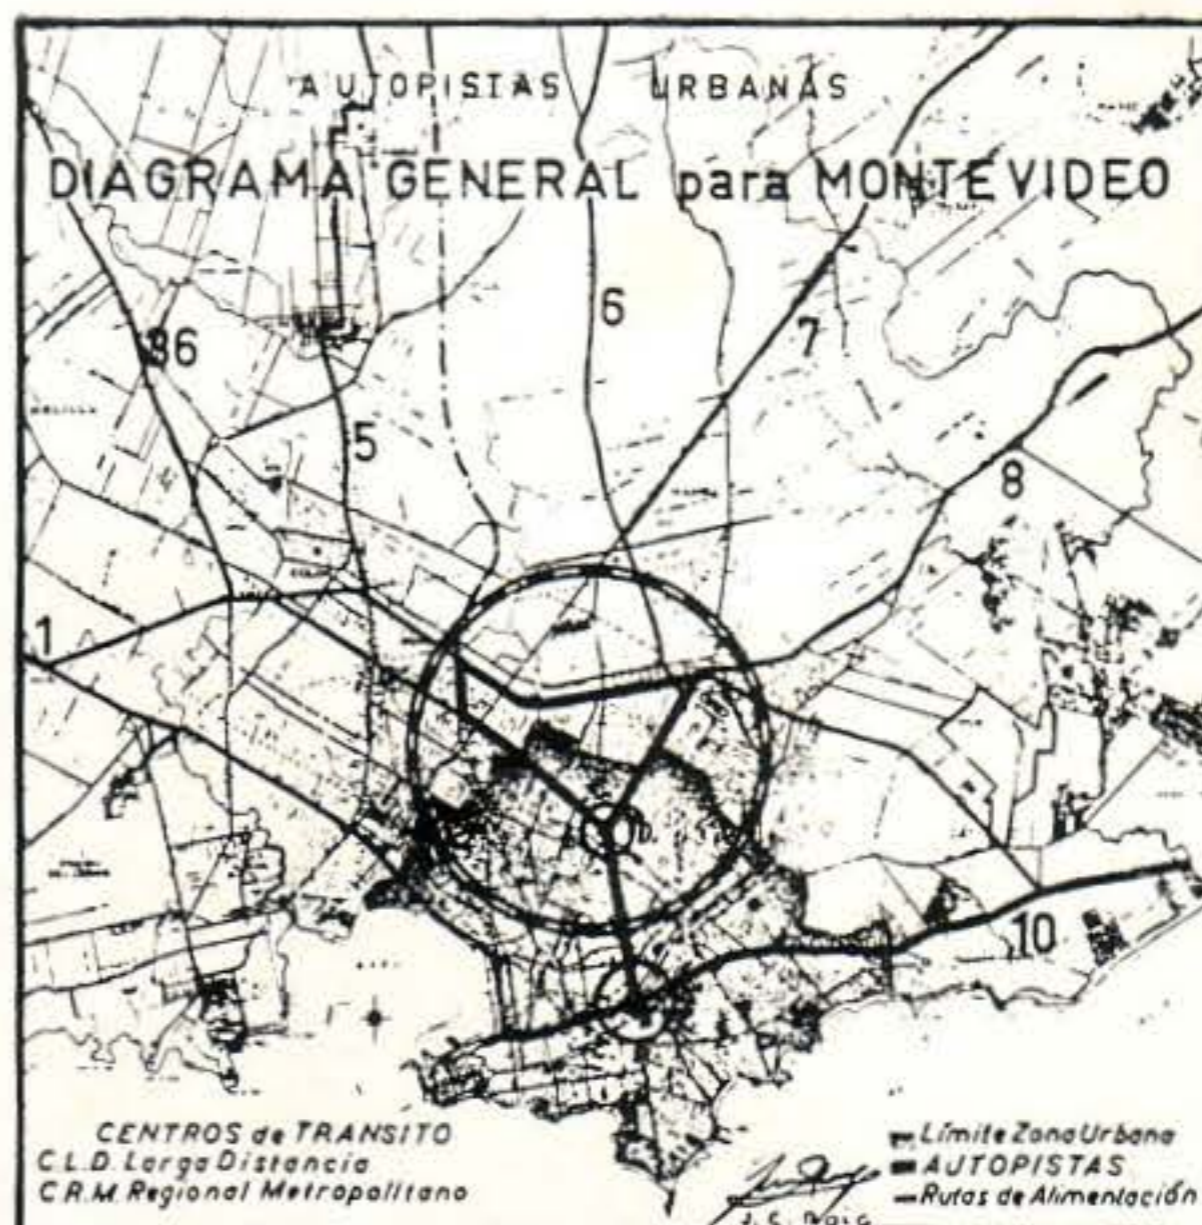 AUTOPISTAS URBANAS
DIAGRAMA GENERAL para MONTEVIDEO
6
7
36
5
8
1
10
CENTROS de TRANSITO
C.L.D. Larga Distancia
C.R.M. Regional Metropolitano
Límite Zona Urbana
AUTOPISTAS
Rutas de Alimentación